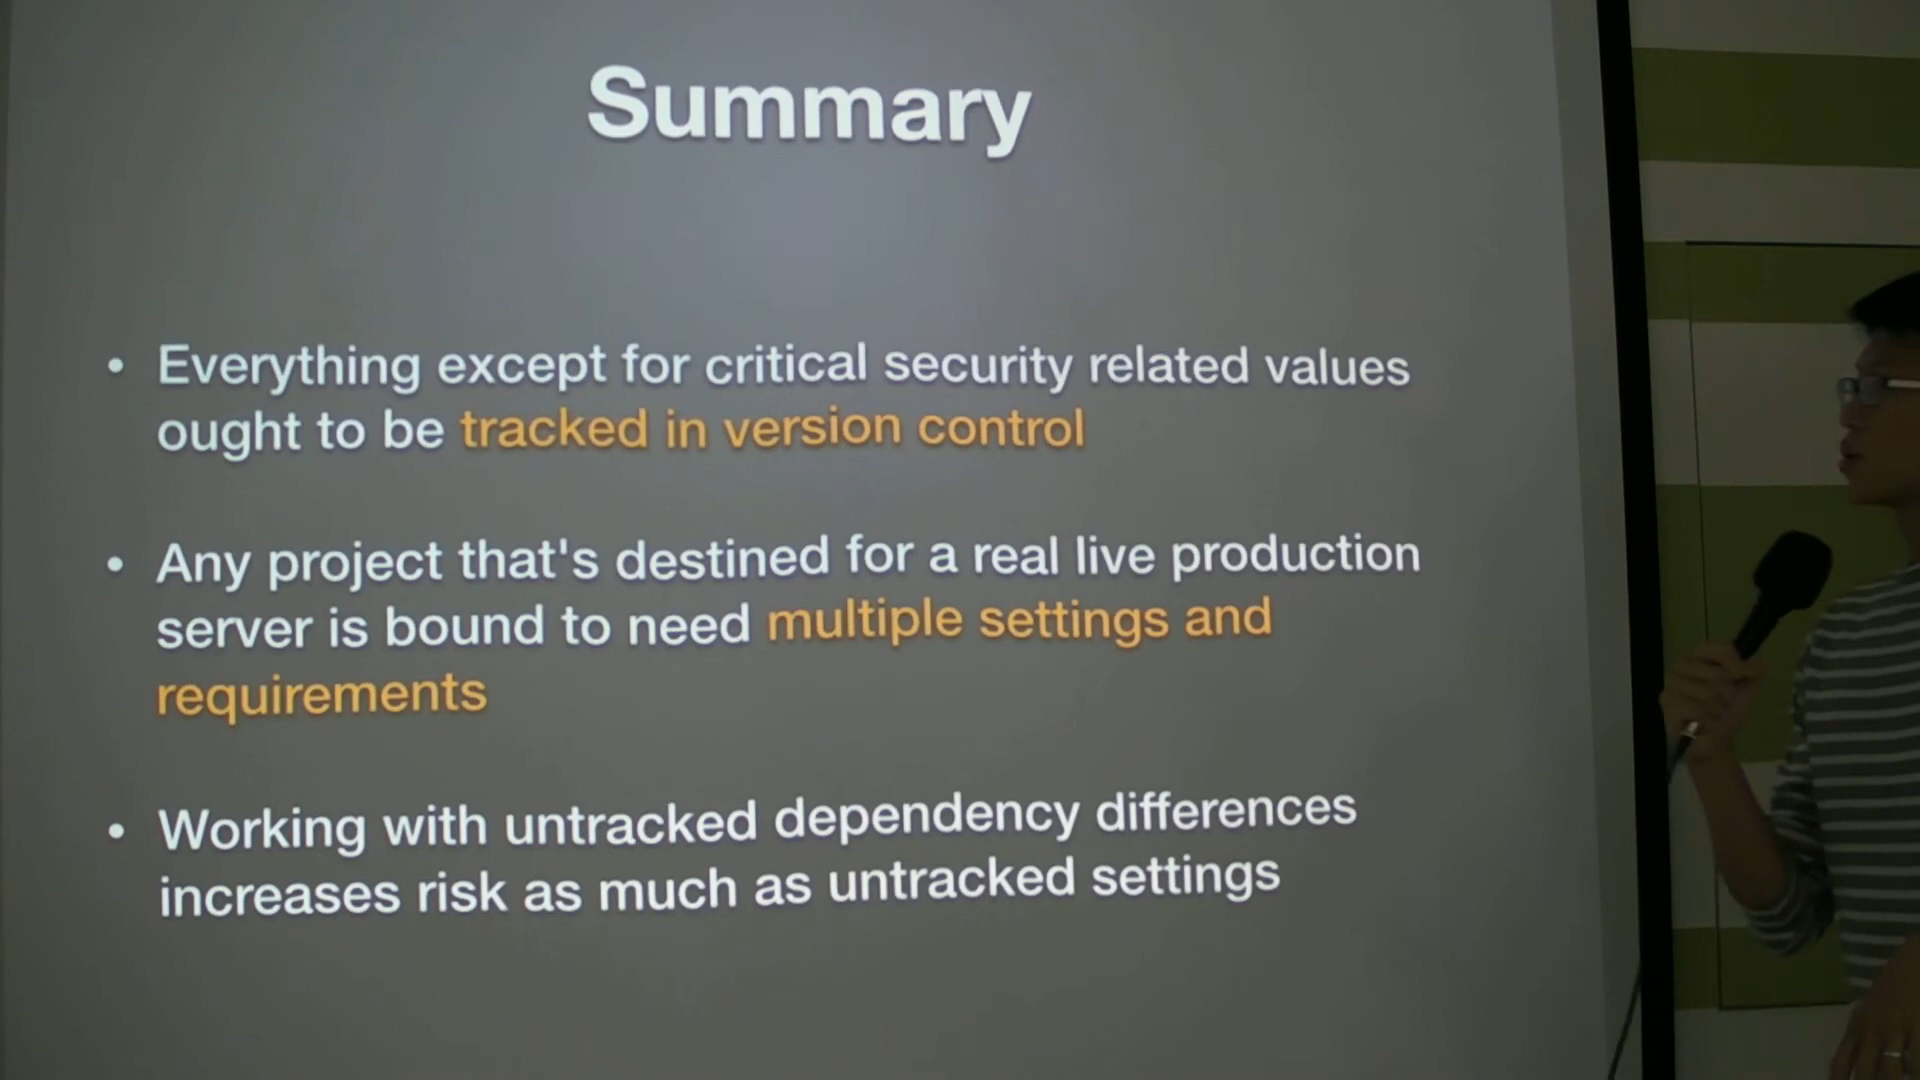 Summary
• Everything except for critical security related values
ought to be tracked in version control
• Any project that's destined for a real live production
server is bound to need multiple settings and
requirements
• Working with untracked dependency differences
increases risk as much as untracked settings